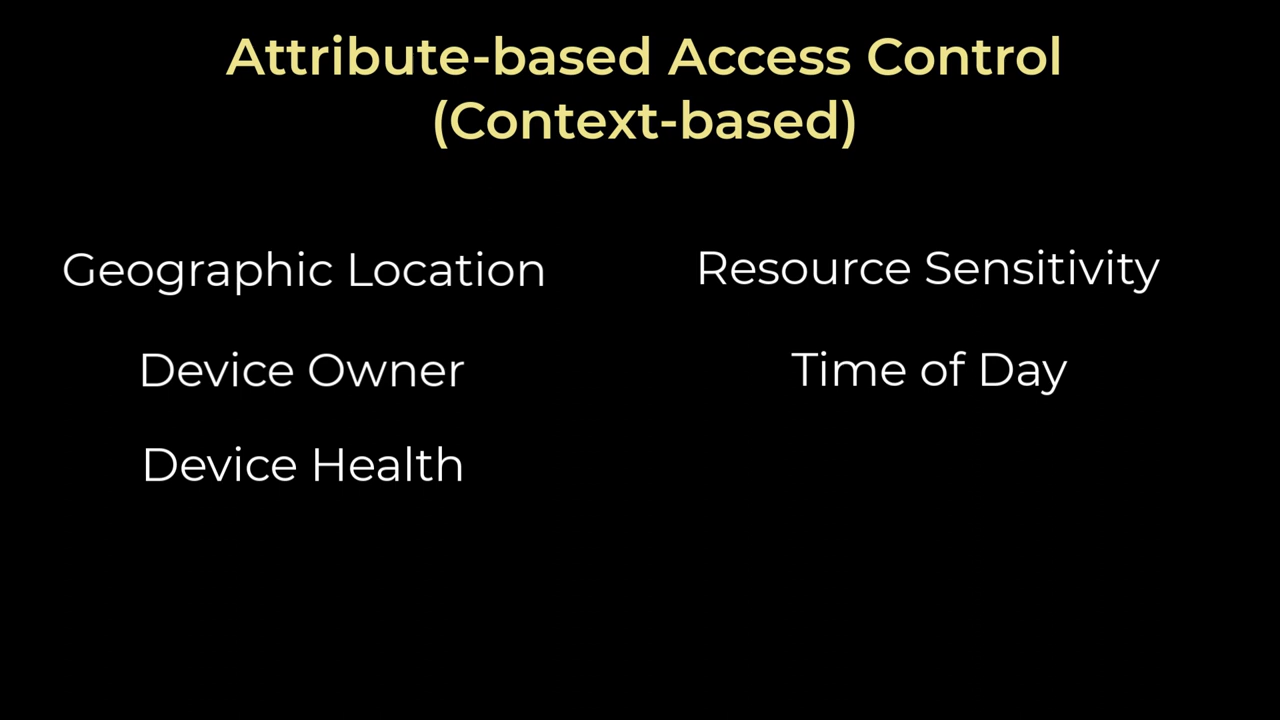 Attribute-based Access Control
(Context-based)
Geographic Location
Device Owner
Device Health
Resource Sensitivity
Time of Day